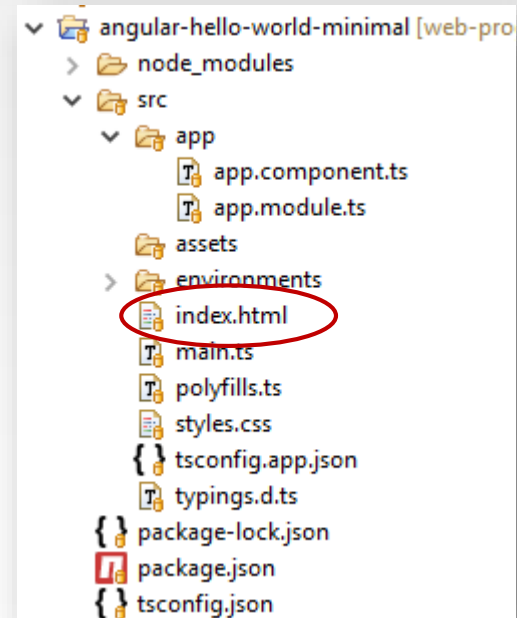 angular-hello-world-minimal [web-pro
node_modules
src
app
app.component.ts
app.module.ts
assets
environments
index.html
main.ts
polyfills.ts
styles.css
tsconfig.app.json
typings.d.ts
package-lock.json
package.json
tsconfig.json